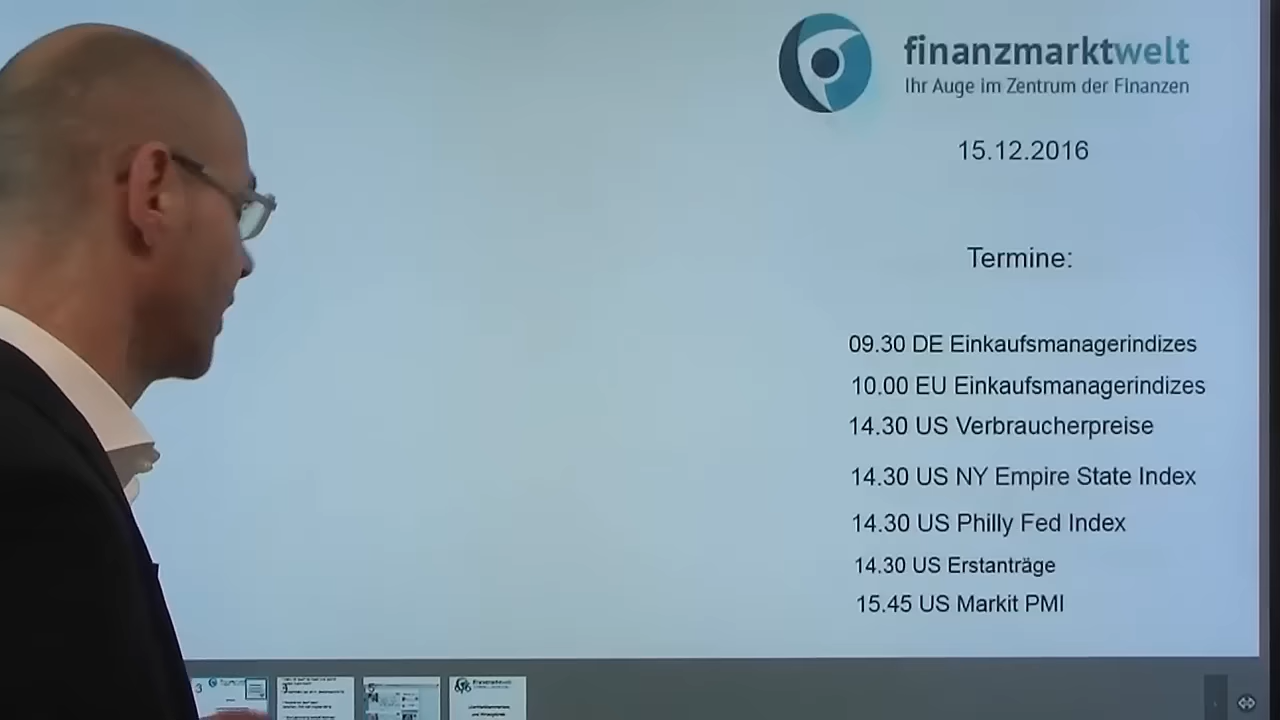 finanzmarktwelt
Ihr Auge im Zentrum der Finanzen
15.12.2016
Termine:
09.30 DE Einkaufsmanagerindizes
10.00 EU Einkaufsmanagerindizes
14.30 US Verbraucherpreise
14.30 US NY Empire State Index
14.30 US Philly Fed Index
14.30 US Erstanträge
15.45 US Markit PMI